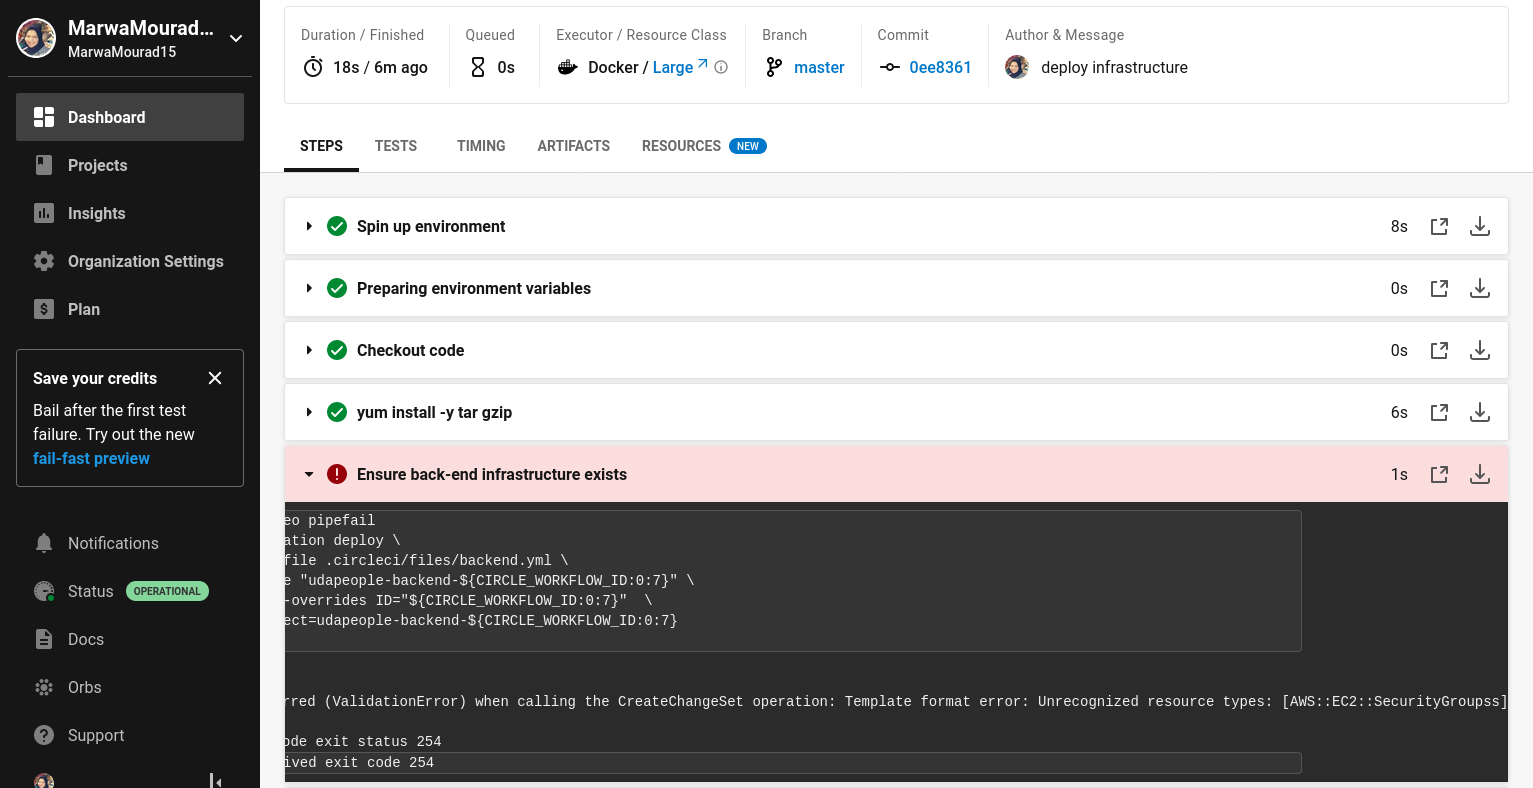 MarwaMourad...
MarwaMourad15
Dashboard
Projects
Insights
Organization Settings
Plan
Save your credits
Bail after the first test
failure. Try out the new
fail-fast preview
Notifications
Status OPERATIONAL
Docs
Orbs
Support
Duration / Finished
18s / 6m ago
Queued
0s
Executor / Resource Class
Docker / Large
Branch
master
Commit
0ee8361
Author & Message
deploy infrastructure
STEPS TESTS TIMING ARTIFACTS RESOURCES NEW
Spin up environment 8s
Preparing environment variables 0s
Checkout code 0s
yum install -y tar gzip 6s
Ensure back-end infrastructure exists 1s
eo pipefail
ation deploy \
file .circleci/files/backend.yml \
e "udapeople-backend-${CIRCLE_WORKFLOW_ID:0:7}" \
-overrides ID="${CIRCLE_WORKFLOW_ID:0:7}"  \
ect=udapeople-backend-${CIRCLE_WORKFLOW_ID:0:7}
rred (ValidationError) when calling the CreateChangeSet operation: Template format error: Unrecognized resource types: [AWS::EC2::SecurityGroupss]
ode exit status 254
ived exit code 254